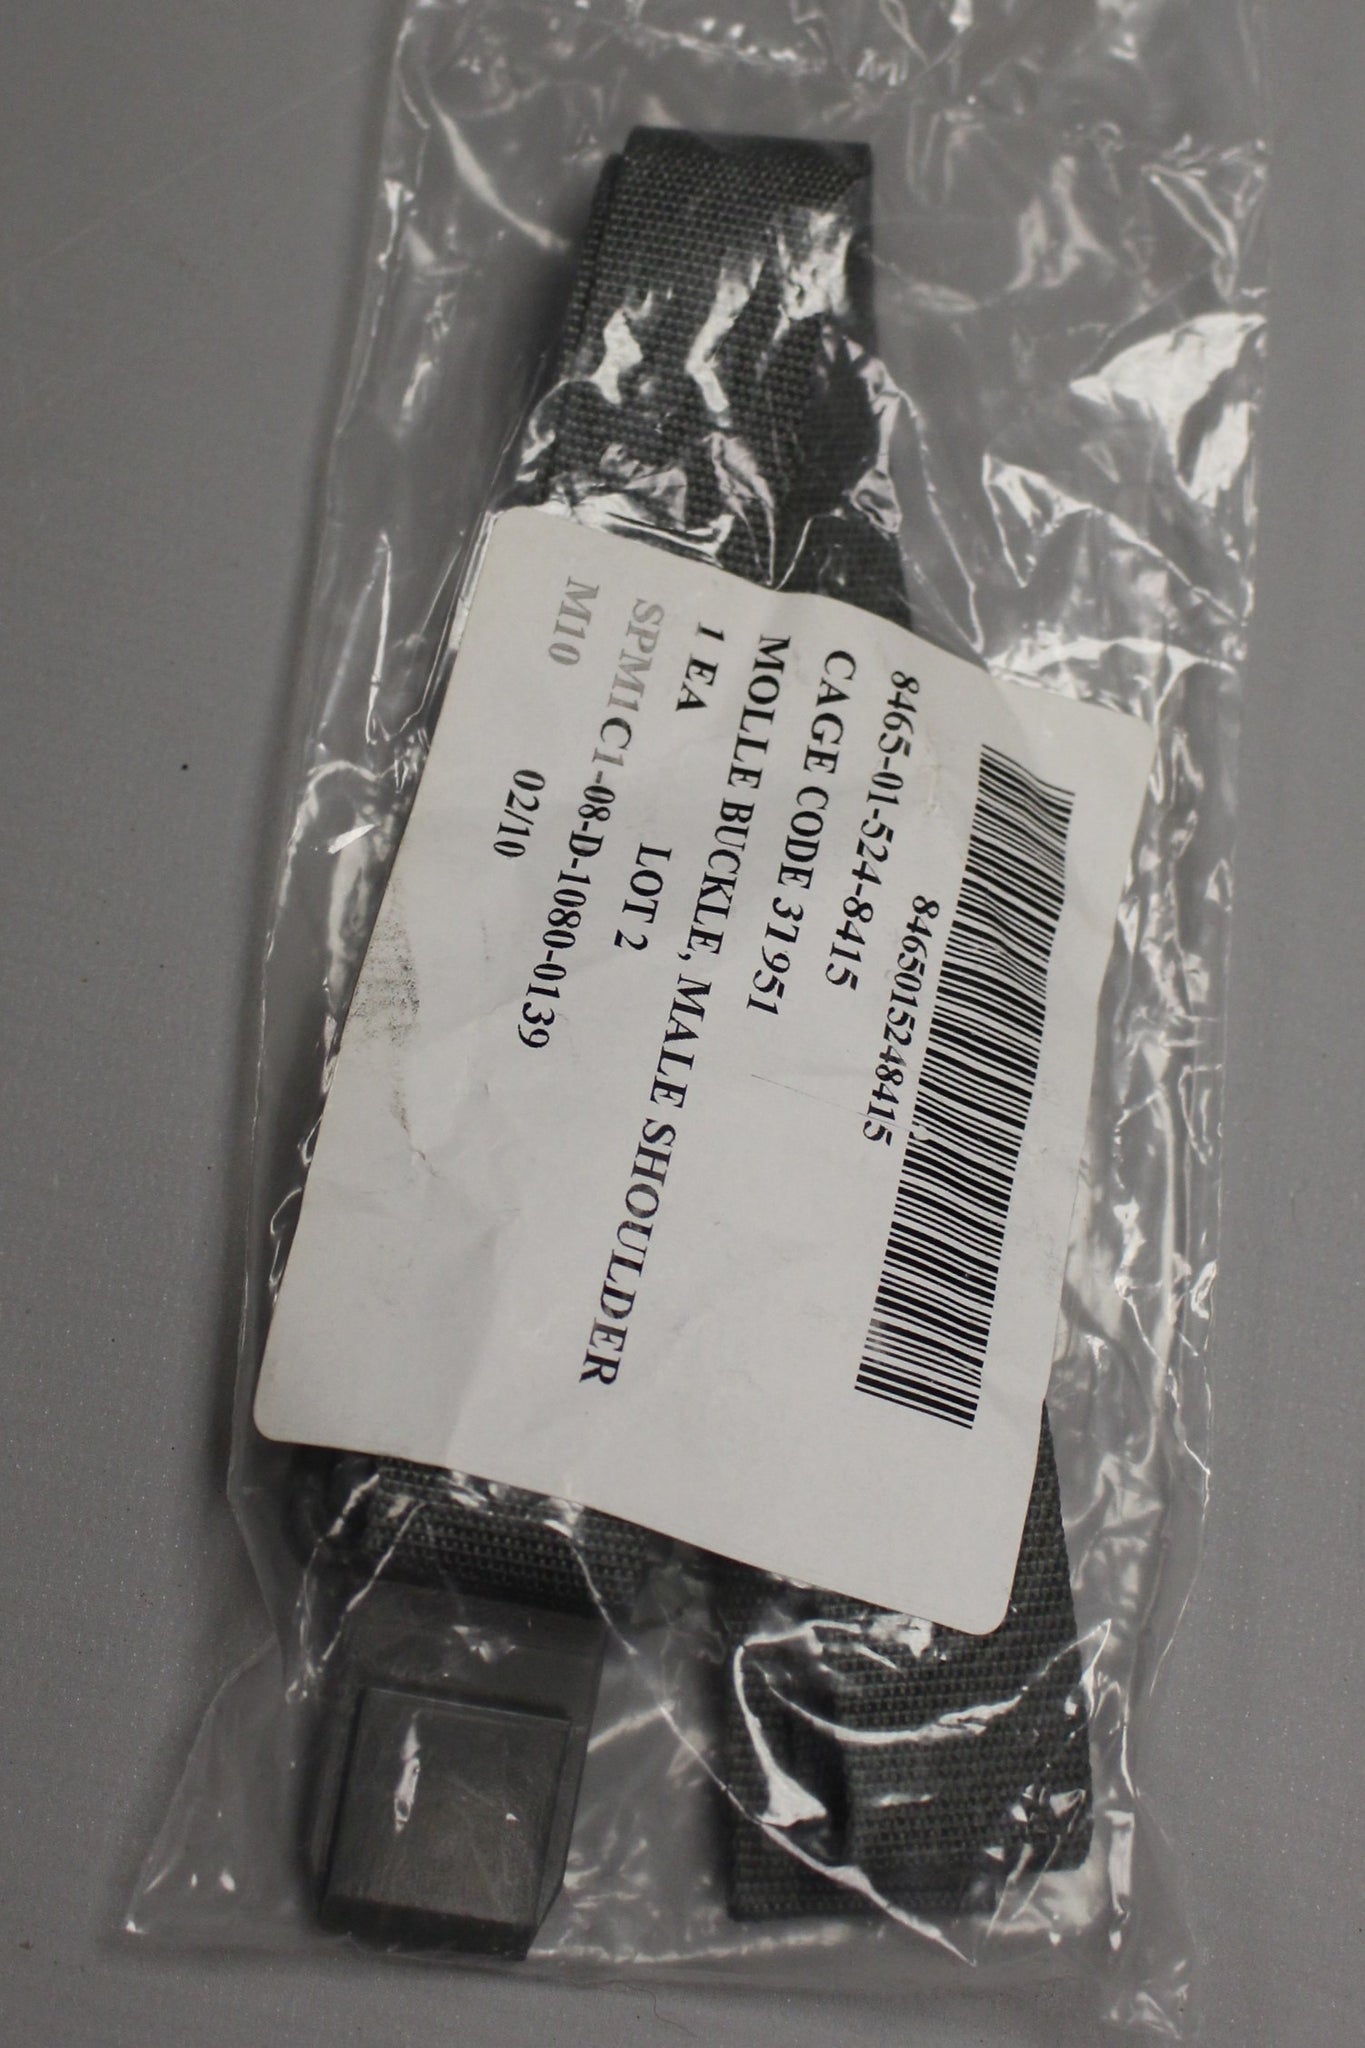 8465015248415
8465-01-524-8415
CAGE CODE 31951
MOLLE BUCKLE, MALE SHOULDER
1 EA LOT 2
SPM1C1-08-D-1080-0139
M10 02/10